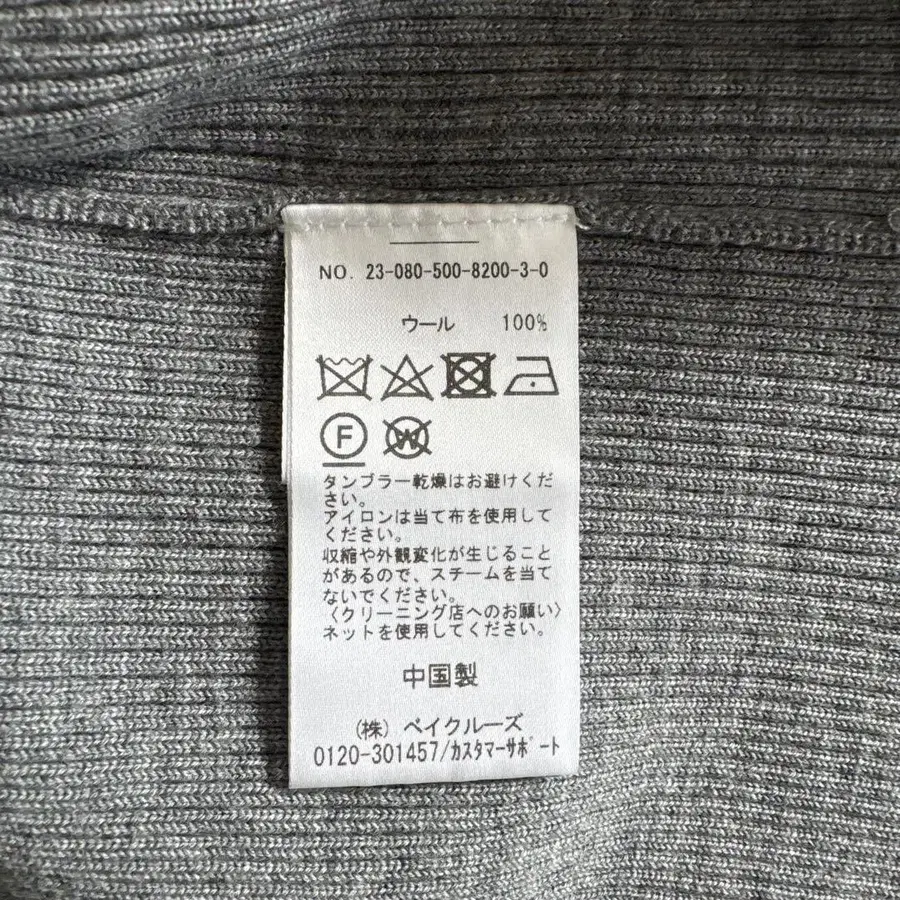 NO. 23-080-500-8200-3-0
ウール 100%
F W
タンブラー乾燥はお避けくだ
さい。
アイロンは当て布を使用して
ください。
収縮や外観変化が生じること
があるので、スチームを当て
ないでください。
〈クリーニング店へのお願い〉
ネットを使用してください。
中国製
(株) ベイクルーズ
0120-301457/ｶｽﾀﾏｰｻﾎﾟｰﾄ